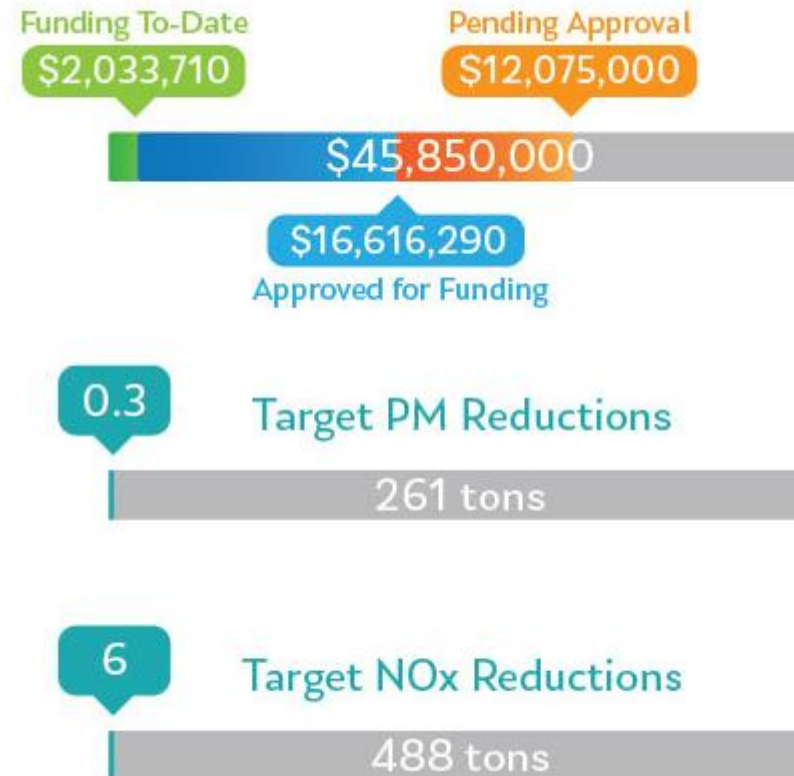 Funding To-Date
Pending Approval
$2,033,710
$12,075,000
$45,850,000
$16,616,290
Approved for Funding
0.3
Target PM Reductions
261 tons
6
Target NOx Reductions
488 tons